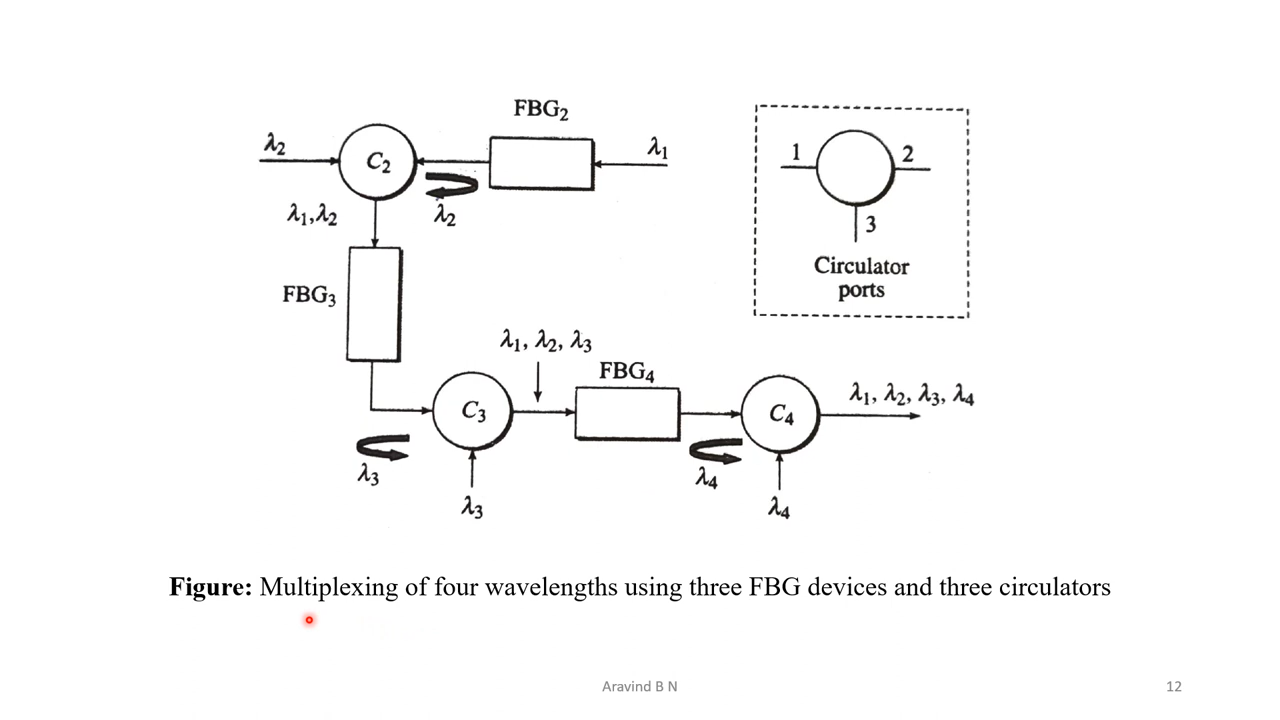 FBG₂
λ₂
C₂
λ₁
λ₁,λ₂
λ₂
FBG₃
1
2
3
Circulator
ports
λ₁, λ₂, λ₃
FBG₄
C₃
C₄
λ₁, λ₂, λ₃, λ₄
λ₃
λ₄
λ₃
λ₄
Figure: Multiplexing of four wavelengths using three FBG devices and three circulators
Aravind B N
12